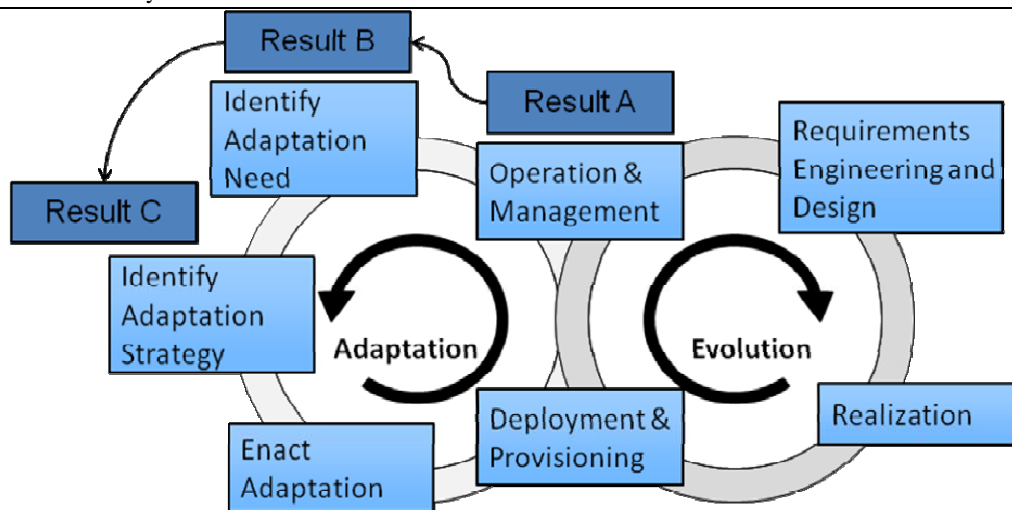 Result B
Result A
Result C
Identify
Adaptation
Need
Operation &
Management
Requirements
Engineering and
Design
Identify
Adaptation
Strategy
Adaptation
Evolution
Enact
Adaptation
Deployment &
Provisioning
Realization